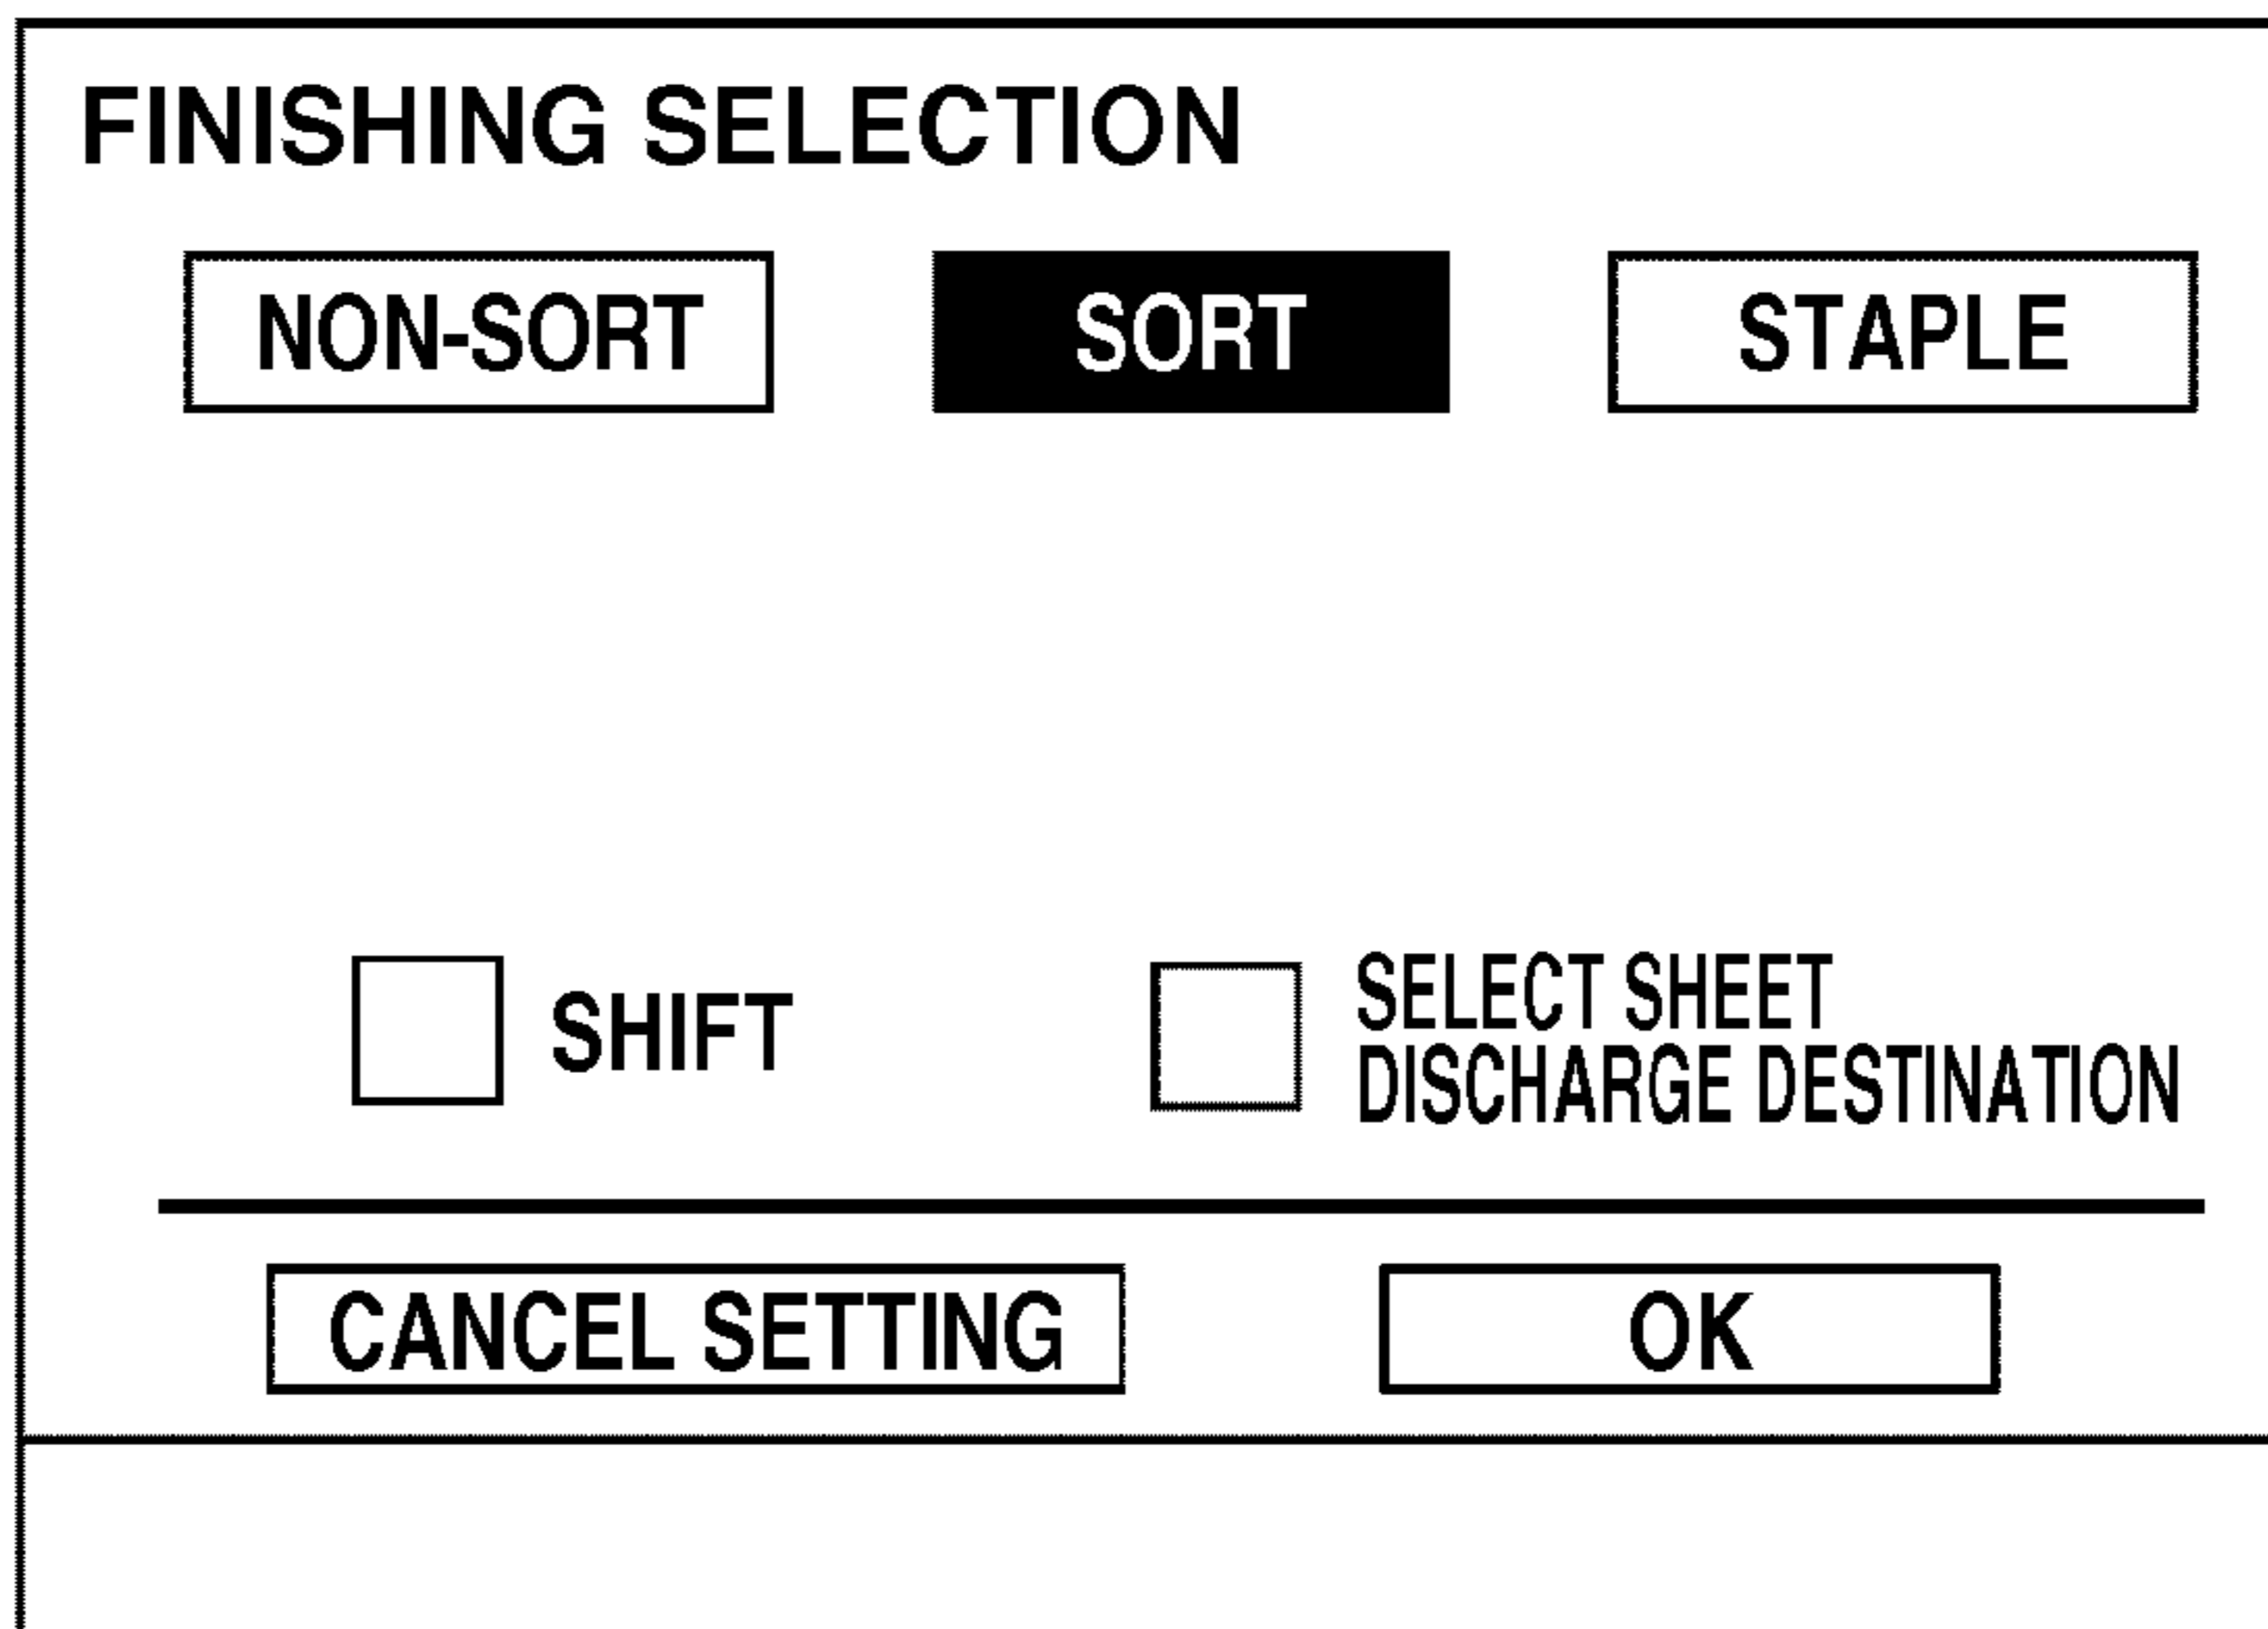 FINISHING SELECTION
NON-SORT SORT STAPLE
SHIFT
SELECT SHEET
DISCHARGE DESTINATION
CANCEL SETTING OK